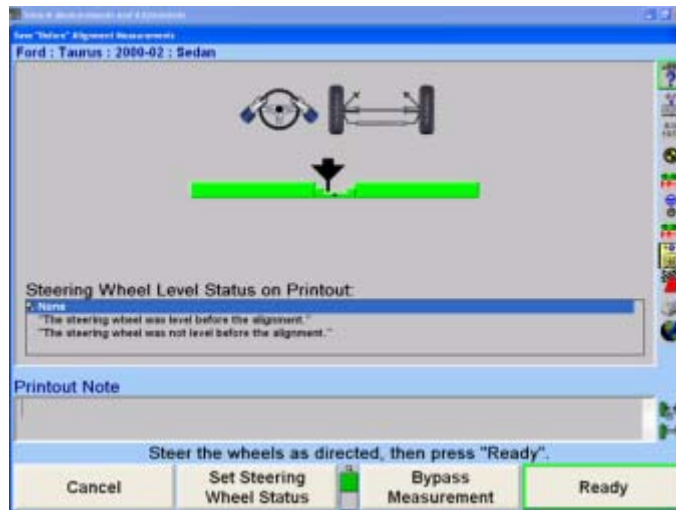 Save "Before" Alignment Measurements
Ford : Taurus : 2000-02 : Sedan
Steering Wheel Level Status on Printout:
None
"The steering wheel was level before the alignment."
"The steering wheel was not level before the alignment."
Printout Note
Steer the wheels as directed, then press "Ready".
Cancel
Set Steering
Wheel Status
Bypass
Measurement
Ready